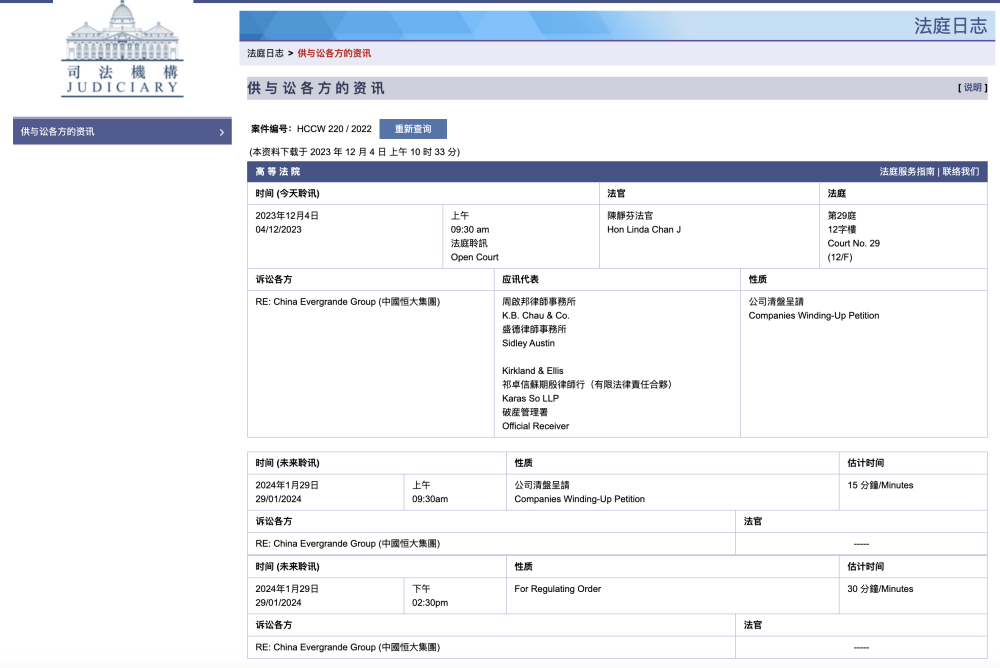 司法機構
JUDICIARY
法庭日志
法庭日志 > 供与讼各方的资讯
供与讼各方的资讯
[ 说明 ]
供与讼各方的资讯
案件编号: HCCW 220 / 2022 重新查询
(本资料下载于 2023 年 12 月 4 日 上午 10 时 33 分)
高等法院 法庭服务指南 | 联络我们
时间 (今天聆讯) 法官 法庭
2023年12月4日
04/12/2023
上午
09:30 am
法庭聆訊
Open Court
陳靜芬法官
Hon Linda Chan J
第29庭
12字樓
Court No. 29
(12/F)
诉讼各方 应讯代表 性质
RE: China Evergrande Group (中國恒大集團)
周啟邦律師事務所
K.B. Chau & Co.
盛德律師事務所
Sidley Austin
Kirkland & Ellis
祁卓信蘇期殷律師行（有限法律責任合夥）
Karas So LLP
破産管理署
Official Receiver
公司清盤呈請
Companies Winding-Up Petition
时间 (未来聆讯) 性质 估计时间
2024年1月29日
29/01/2024
上午
09:30am
公司清盤呈請
Companies Winding-Up Petition
15 分鐘/Minutes
诉讼各方 法官
RE: China Evergrande Group (中國恒大集團) -----
时间 (未来聆讯) 性质 估计时间
2024年1月29日
29/01/2024
下午
02:30pm
For Regulating Order
30 分鐘/Minutes
诉讼各方 法官
RE: China Evergrande Group (中國恒大集團) -----